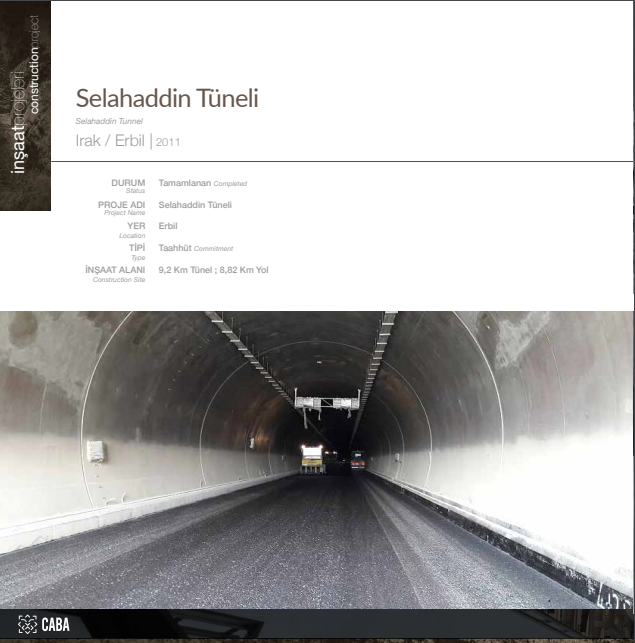 inşaatprojeleri
constructionproject
Selahaddin Tüneli
Selahaddin Tunnel
Irak / Erbil | 2011
DURUM Tamamlanan Completed
Status
PROJE ADI Selahaddin Tüneli
Project Name
YER Erbil
Location
TİPİ Taahhüt Commitment
Type
İNŞAAT ALANI 9,2 Km Tünel ; 8,82 Km Yol
Construction Site
CABA